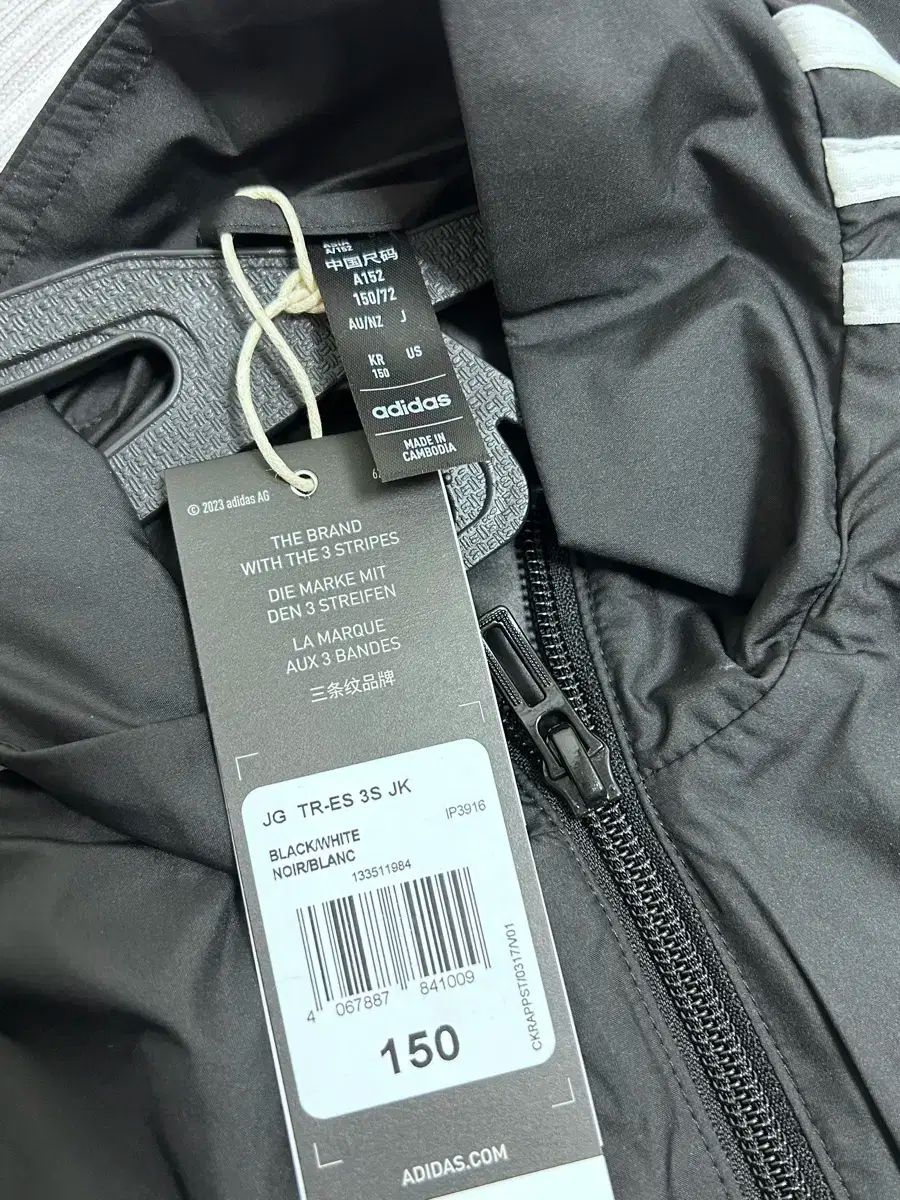 A/152
中国尺码
A152
150/72
AU/NZ J
KR US
150
adidas
MADE IN
CAMBODIA
© 2023 adidas AG
THE BRAND
WITH THE 3 STRIPES
DIE MARKE MIT
DEN 3 STREIFEN
LA MARQUE
AUX 3 BANDES
三条纹品牌
JG TR-ES 3S JK
IP3916
BLACK/WHITE
NOIR/BLANC
133511984
4 067887 841009
CKRAPPST/0317/V01
150
ADIDAS.COM